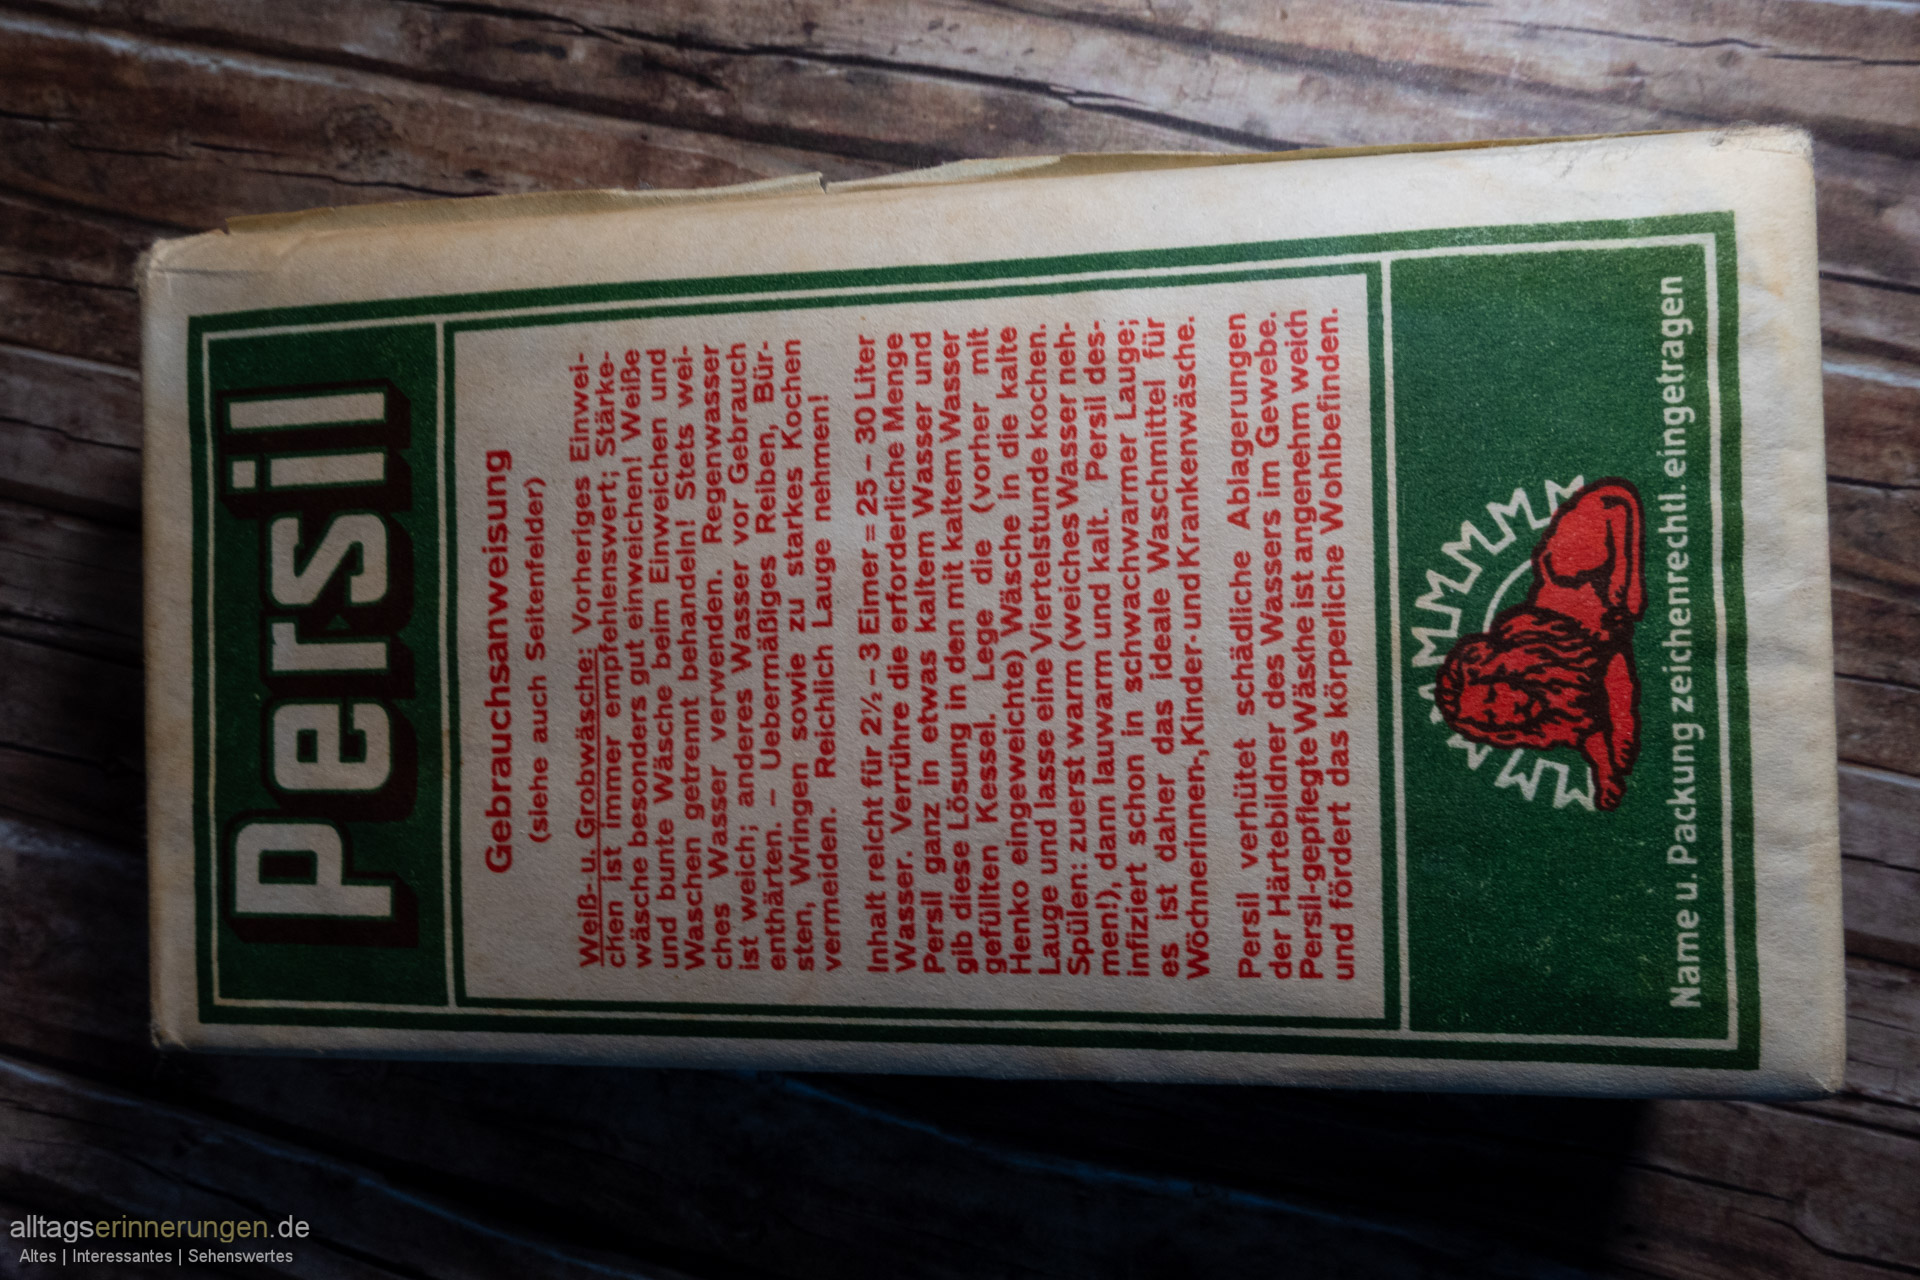 Persil
Gebrauchsanweisung
(siehe auch Seitenfelder)
Weiß- u. Grobwäsche: Vorheriges Einwei-
chen ist immer empfehlenswert; Stärke-
wäsche besonders gut einweichen! Weiße
und bunte Wäsche beim Einweichen und
Waschen getrennt behandeln! Stets wei-
ches Wasser verwenden. Regenwasser
ist weich; anderes Wasser vor Gebrauch
enthärten. – Uebermäßiges Reiben, Bür-
sten, Wringen sowie zu starkes Kochen
vermeiden. Reichlich Lauge nehmen!
Inhalt reicht für 2½ – 3 Eimer = 25 – 30 Liter
Wasser. Verrühre die erforderliche Menge
Persil ganz in etwas kaltem Wasser und
gib diese Lösung in den mit kaltem Wasser
gefüllten Kessel. Lege die (vorher mit
Henko eingeweichte) Wäsche in die kalte
Lauge und lasse eine Viertelstunde kochen.
Spülen: zuerst warm (weiches Wasser neh-
men!), dann lauwarm und kalt. Persil des-
infiziert schon in schwachwarmer Lauge;
es ist daher das ideale Waschmittel für
Wöchnerinnen-, Kinder- und Krankenwäsche.
Persil verhütet schädliche Ablagerungen
der Härtebildner des Wassers im Gewebe.
Persil-gepflegte Wäsche ist angenehm weich
und fördert das körperliche Wohlbefinden.
Name u. Packung zeichenrechtl. eingetragen
alltagserinnerungen.de
Altes | Interessantes | Sehenswertes